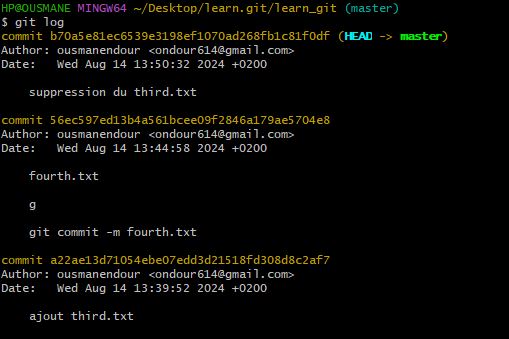 HP@OUSMANE MINGW64 ~/Desktop/learn.git/learn_git (master)
$ git log
commit b70a5e81ec6539e3198ef1070ad268fb1c81f0df (HEAD -> master)
Author: ousmanendour <ondour614@gmail.com>
Date:   Wed Aug 14 13:50:32 2024 +0200
    suppression du third.txt
commit 56ec597ed13b4a561bcee09f2846a179ae5704e8
Author: ousmanendour <ondour614@gmail.com>
Date:   Wed Aug 14 13:44:58 2024 +0200
    fourth.txt
    g
    git commit -m fourth.txt
commit a22ae13d71054ebe07edd3d21518fd308d8c2af7
Author: ousmanendour <ondour614@gmail.com>
Date:   Wed Aug 14 13:39:52 2024 +0200
    ajout third.txt